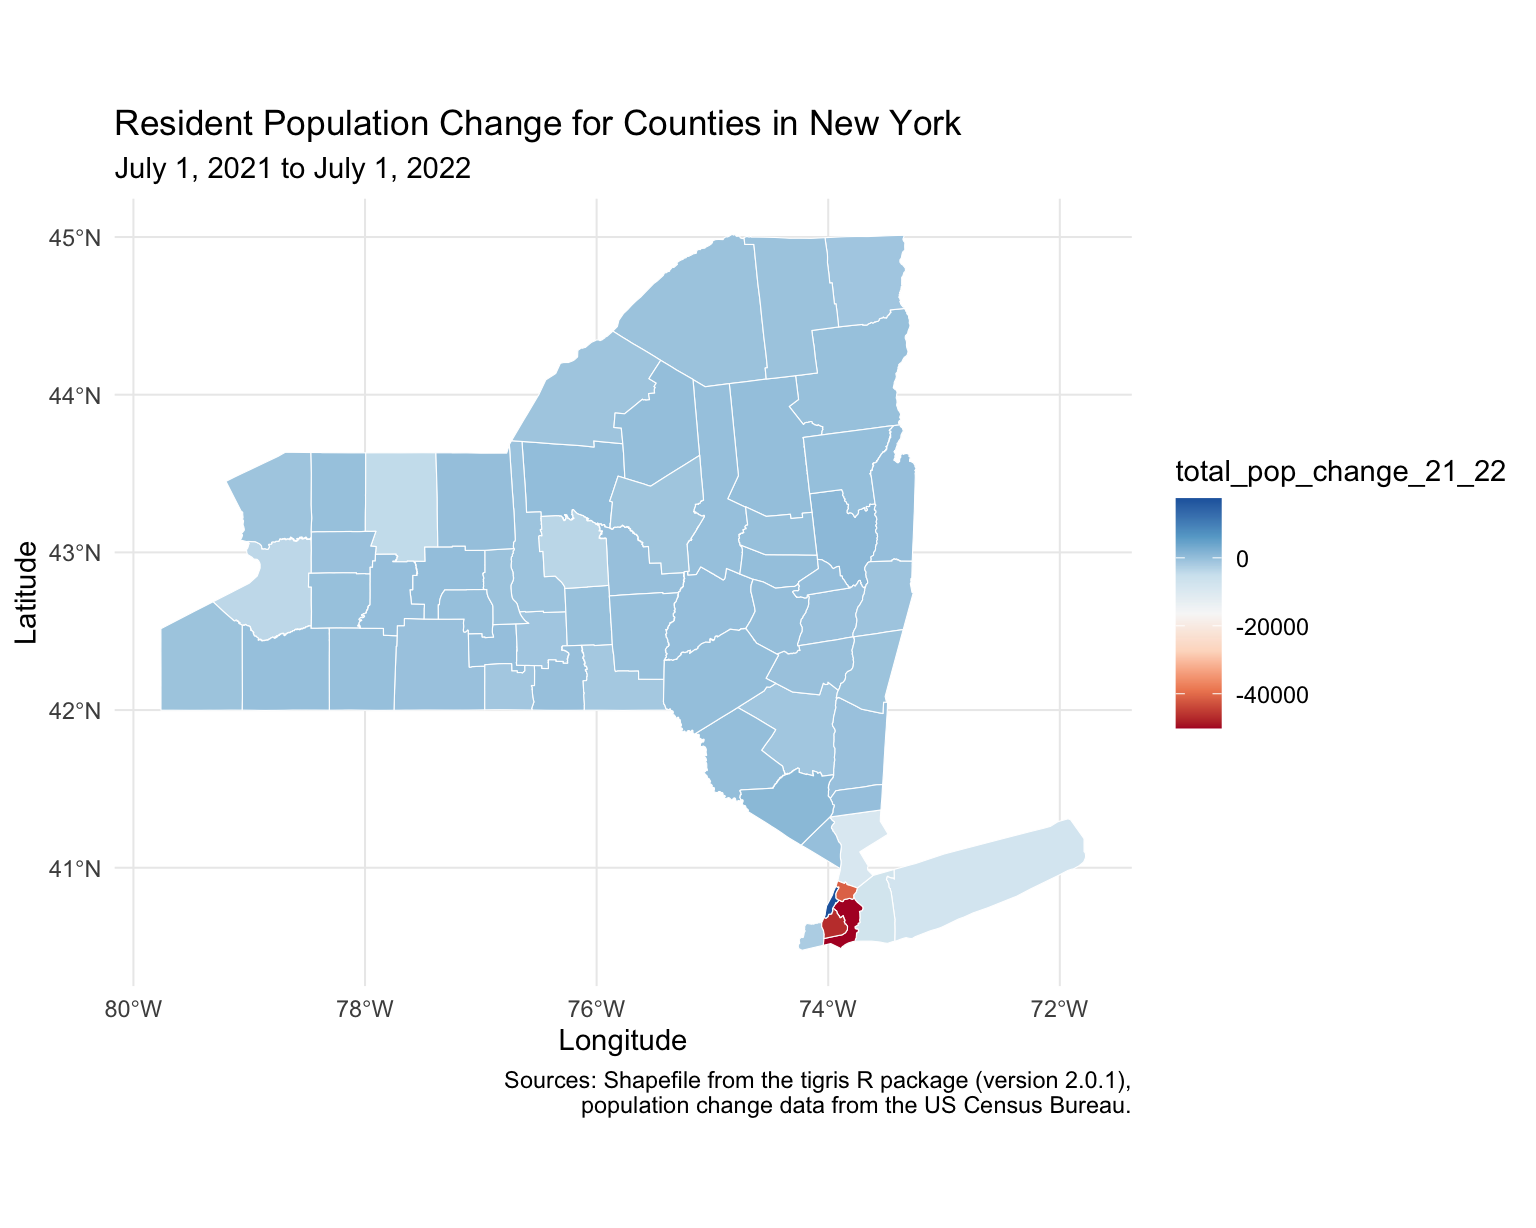 Resident Population Change for Counties in New York
July 1, 2021 to July 1, 2022
45°N
44°N
43°N
42°N
41°N
Latitude
80°W 78°W 76°W 74°W 72°W
Longitude
total_pop_change_21_22
0
-20000
-40000
Sources: Shapefile from the tigris R package (version 2.0.1),
population change data from the US Census Bureau.